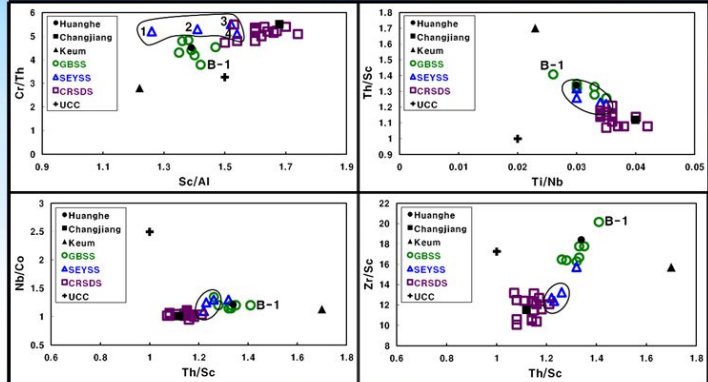 6
5
4
3
2
1
0
Cr/Th
Huanghe
Changjiang
Keum
GBSS
SEYSS
CRSDS
UCC
1
2
3
4
B-1
0.9
1.1
1.3
1.5
1.7
1.9
Sc/Al
1.9
1.8
1.7
1.6
1.5
1.4
1.3
1.2
1.1
1
0.9
Th/Sc
Huanghe
Changjiang
Keum
GBSS
SEYSS
CRSDS
UCC
B-1
0.01
0.02
0.03
0.04
0.05
Ti/Nb
3
2.5
2
1.5
1
0.5
Nb/Co
Huanghe
Changjiang
Keum
GBSS
SEYSS
CRSDS
UCC
B-1
0.6
0.8
1
1.2
1.4
1.6
1.8
Th/Sc
22
20
18
16
14
12
10
8
Zr/Sc
Huanghe
Changjiang
Keum
GBSS
SEYSS
CRSDS
UCC
B-1
0.6
0.8
1
1.2
1.4
1.6
1.8
Th/Sc